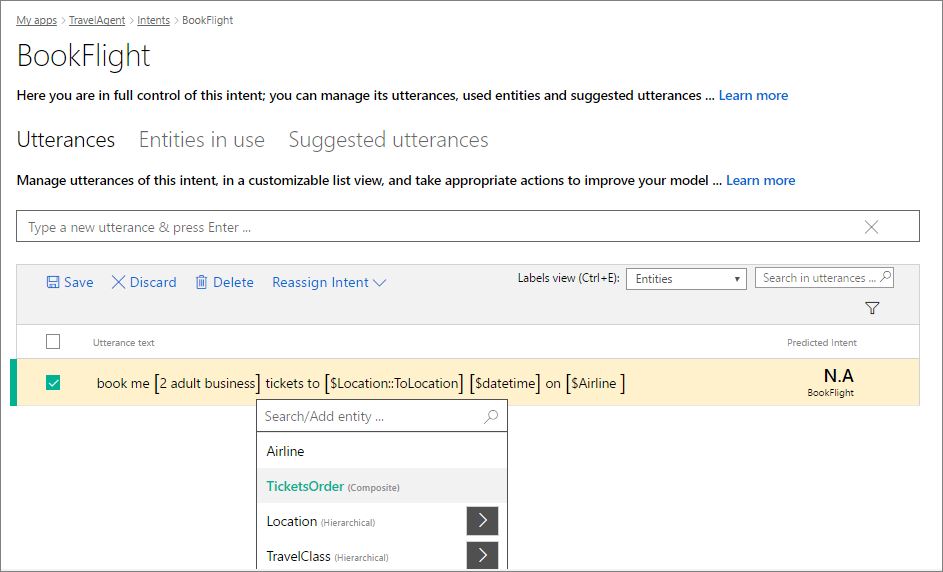 My apps > TravelAgent > Intents > BookFlight
BookFlight
Here you are in full control of this intent; you can manage its utterances, used entities and suggested utterances ... Learn more
Utterances Entities in use Suggested utterances
Manage utterances of this intent, in a customizable list view, and take appropriate actions to improve your model ... Learn more
Type a new utterance & press Enter ...
Save Discard Delete Reassign Intent Labels view (Ctrl+E): Entities Search in utterances ...
Utterance text Predicted Intent
book me [2 adult business] tickets to [$Location::ToLocation] [$datetime] on [$Airline ] N.A
BookFlight
Search/Add entity ...
Airline
TicketsOrder (Composite)
Location (Hierarchical)
TravelClass (Hierarchical)